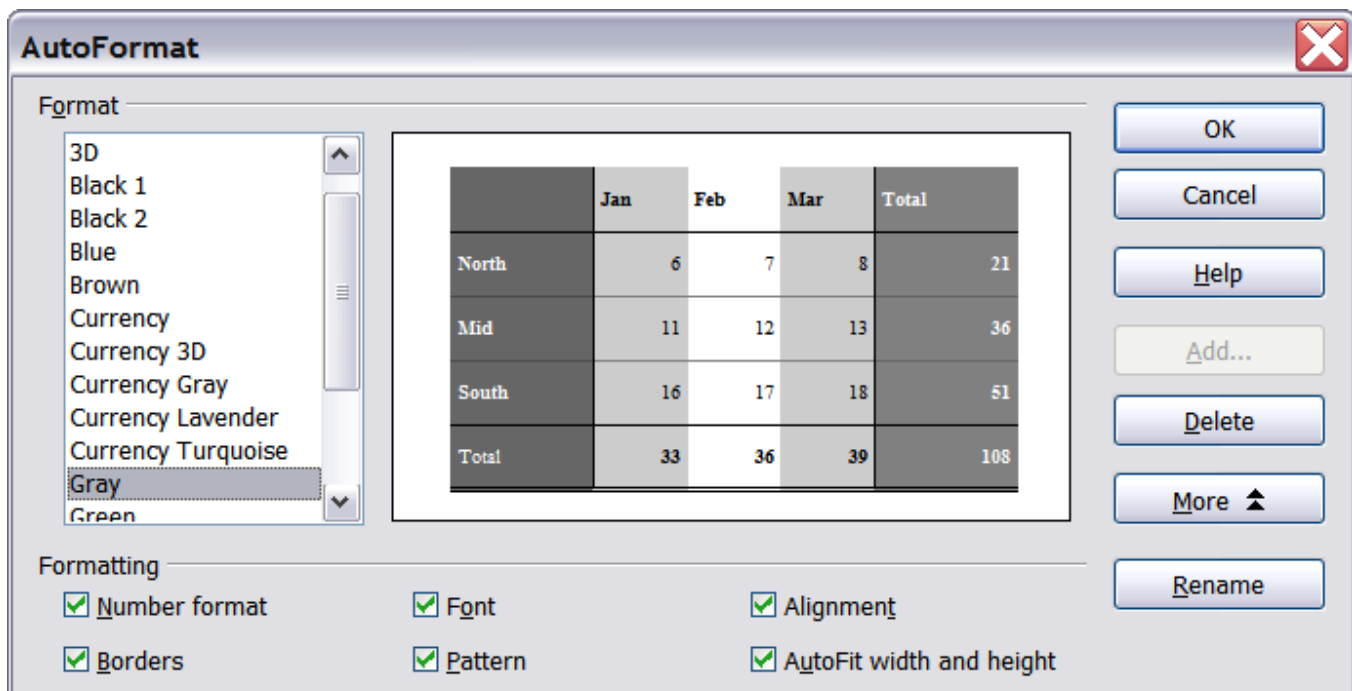 AutoFormat
Format
3D
Black 1
Black 2
Blue
Brown
Currency
Currency 3D
Currency Gray
Currency Lavender
Currency Turquoise
Gray
Green
Jan Feb Mar Total
North 6 7 8 21
Mid 11 12 13 36
South 16 17 18 51
Total 33 36 39 108
OK
Cancel
Help
Add...
Delete
More
Rename
Formatting
Number format Font Alignment
Borders Pattern AutoFit width and height